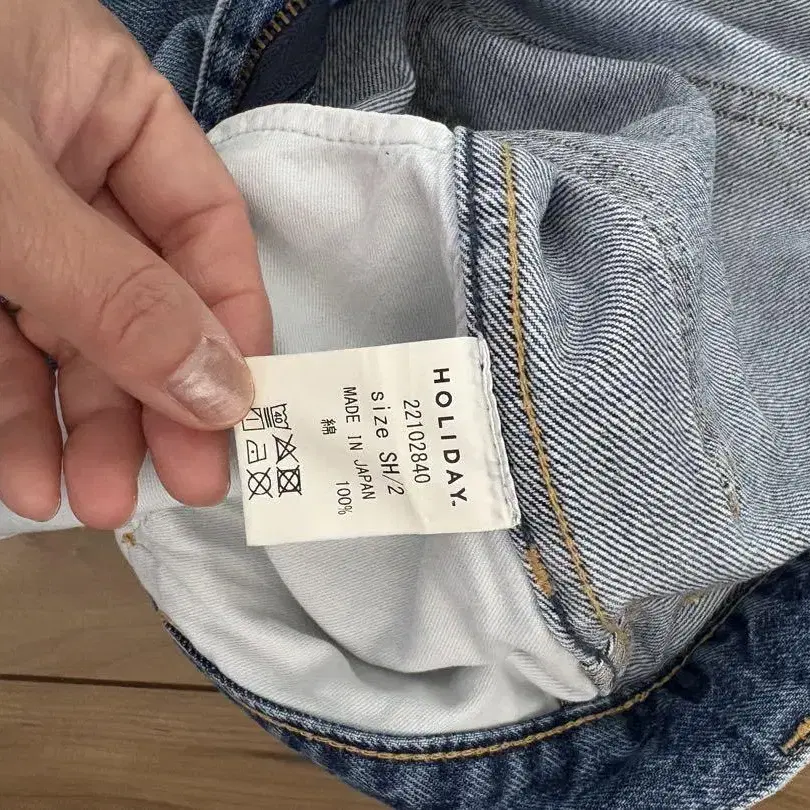 HOLIDAY.
22102840
size SH/2
MADE IN JAPAN
綿 100%